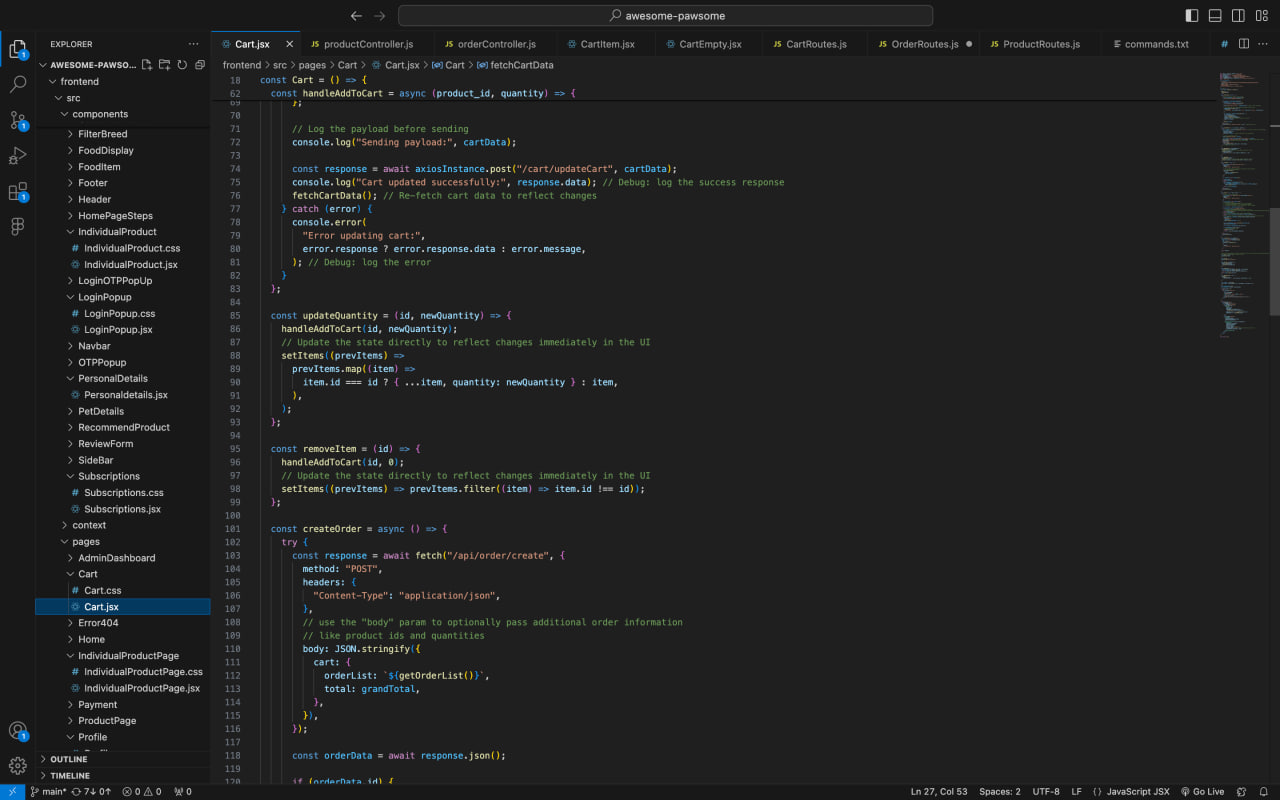 awesome-pawsome
EXPLORER
Cart.jsx
JS productController.js
JS orderController.js
CartItem.jsx
CartEmpty.jsx
JS CartRoutes.js
JS OrderRoutes.js
JS ProductRoutes.js
commands.txt
#
AWESOME-PAWSO...
frontend > src > pages > Cart > Cart.jsx > Cart > fetchCartData
frontend
src
components
FilterBreed
FoodDisplay
FoodItem
Footer
Header
HomePageSteps
IndividualProduct
# IndividualProduct.css
IndividualProduct.jsx
LoginOTPPopUp
LoginPopup
# LoginPopup.css
LoginPopup.jsx
Navbar
OTPPopup
PersonalDetails
Personaldetails.jsx
PetDetails
RecommendProduct
ReviewForm
SideBar
Subscriptions
# Subscriptions.css
Subscriptions.jsx
context
pages
AdminDashboard
Cart
# Cart.css
Cart.jsx
Error404
Home
IndividualProductPage
# IndividualProductPage.css
IndividualProductPage.jsx
Payment
ProductPage
Profile
OUTLINE
TIMELINE
1
1
1
1
18 const Cart = () => {
62 const handleAddToCart = async (product_id, quantity) => {
69 };
70
71 // Log the payload before sending
72 console.log("Sending payload:", cartData);
73
74 const response = await axiosInstance.post("/cart/updateCart", cartData);
75 console.log("Cart updated successfully:", response.data); // Debug: log the success response
76 fetchCartData(); // Re-fetch cart data to reflect changes
77 } catch (error) {
78 console.error(
79 "Error updating cart:",
80 error.response ? error.response.data : error.message,
81 ); // Debug: log the error
82 }
83 };
84
85 const updateQuantity = (id, newQuantity) => {
86 handleAddToCart(id, newQuantity);
87 // Update the state directly to reflect changes immediately in the UI
88 setItems((prevItems) =>
89 prevItems.map((item) =>
90 item.id === id ? { ...item, quantity: newQuantity } : item,
91 ),
92 );
93 };
94
95 const removeItem = (id) => {
96 handleAddToCart(id, 0);
97 // Update the state directly to reflect changes immediately in the UI
98 setItems((prevItems) => prevItems.filter((item) => item.id !== id));
99 };
100
101 const createOrder = async () => {
102 try {
103 const response = await fetch("/api/order/create", {
104 method: "POST",
105 headers: {
106 "Content-Type": "application/json",
107 },
108 // use the "body" param to optionally pass additional order information
109 // like product ids and quantities
110 body: JSON.stringify({
111 cart: {
112 orderList: `${getOrderList()}`,
113 total: grandTotal,
114 },
115 }),
116 });
117
118 const orderData = await response.json();
119
120 if (orderData.id) {
main* 7↓ 0↑ 0 0 0
Ln 27, Col 53 Spaces: 2 UTF-8 LF {} JavaScript JSX Go Live